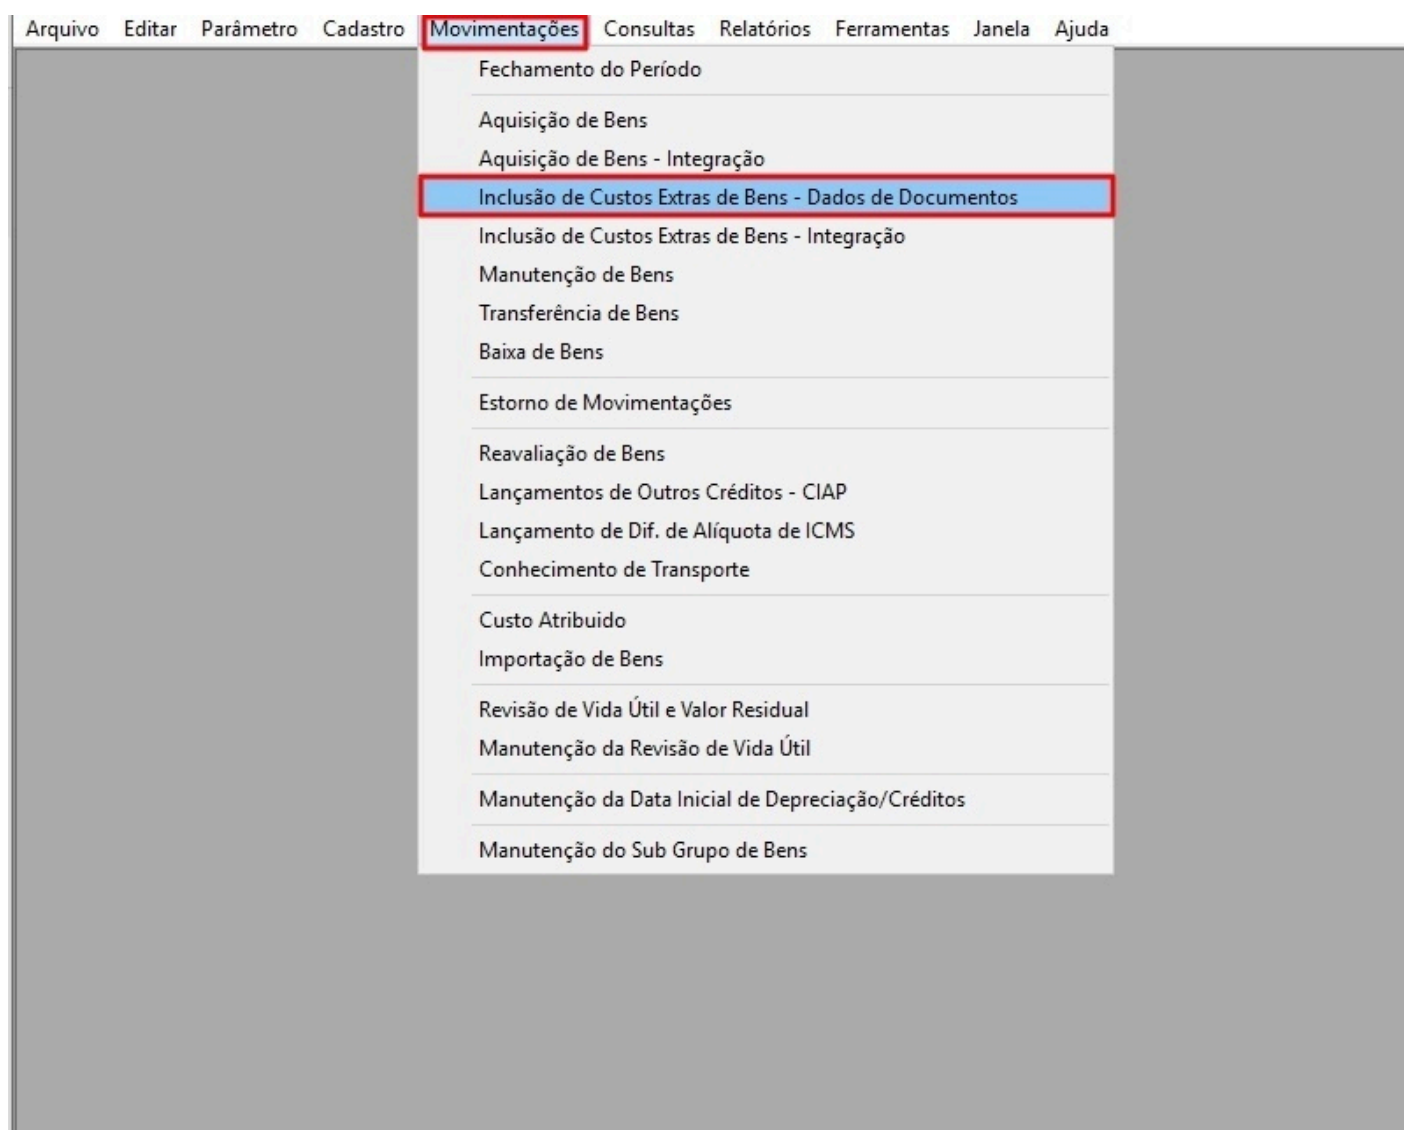 Arquivo Editar Parâmetro Cadastro Movimentações Consultas Relatórios Ferramentas Janela Ajuda
Fechamento do Período
Aquisição de Bens
Aquisição de Bens - Integração
Inclusão de Custos Extras de Bens - Dados de Documentos
Inclusão de Custos Extras de Bens - Integração
Manutenção de Bens
Transferência de Bens
Baixa de Bens
Estorno de Movimentações
Reavaliação de Bens
Lançamentos de Outros Créditos - CIAP
Lançamento de Dif. de Alíquota de ICMS
Conhecimento de Transporte
Custo Atribuido
Importação de Bens
Revisão de Vida Útil e Valor Residual
Manutenção da Revisão de Vida Útil
Manutenção da Data Inicial de Depreciação/Créditos
Manutenção do Sub Grupo de Bens